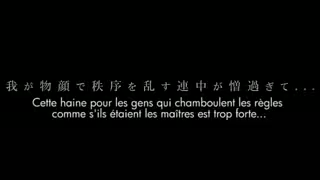 我が物顔で秩序を乱す連中が憎過ぎて...
Cette haine pour les gens qui chamboulent les règles
comme s'ils étaient les maîtres est trop forte...